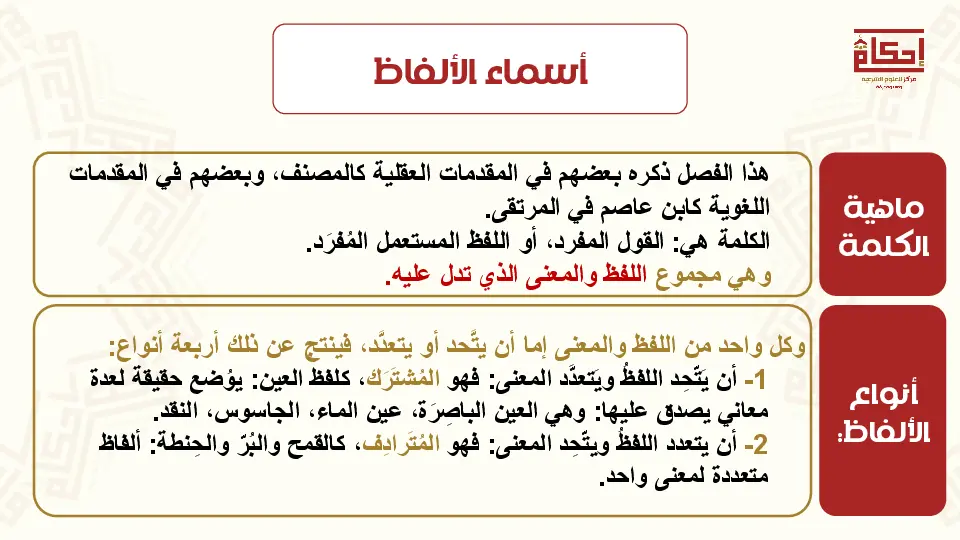 إحكام
مركز للعلوم الشرعية
أسماء الألفاظ
ماهية
الكلمة
هذا الفصل ذكره بعضهم في المقدمات العقلية كالمصنف، وبعضهم في المقدمات
اللغوية كابن عاصم في المرتقى.
الكلمة هي: القول المفرد، أو اللفظ المستعمل المُفرَد.
وهي مجموع اللفظ والمعنى الذي تدل عليه.
أنواع
الألفاظ:
وكل واحد من اللفظ والمعنى إما أن يتَّحد أو يتعدَّد، فينتج عن ذلك أربعة أنواع:
1- أن يَتَّحِد اللفظُ ويَتعدَّد المعنى: فهو المُشتَرَك، كلفظ العين: يوُضع حقيقة لعدة
معاني يصدق عليها: وهي العين الباصِرَة، عين الماء، الجاسوس، النقد.
2- أن يتعدد اللفظُ ويتّحِد المعنى: فهو المُتَرادِف، كالقمح والبُرّ والحِنطة: ألفاظ
متعددة لمعنى واحد.